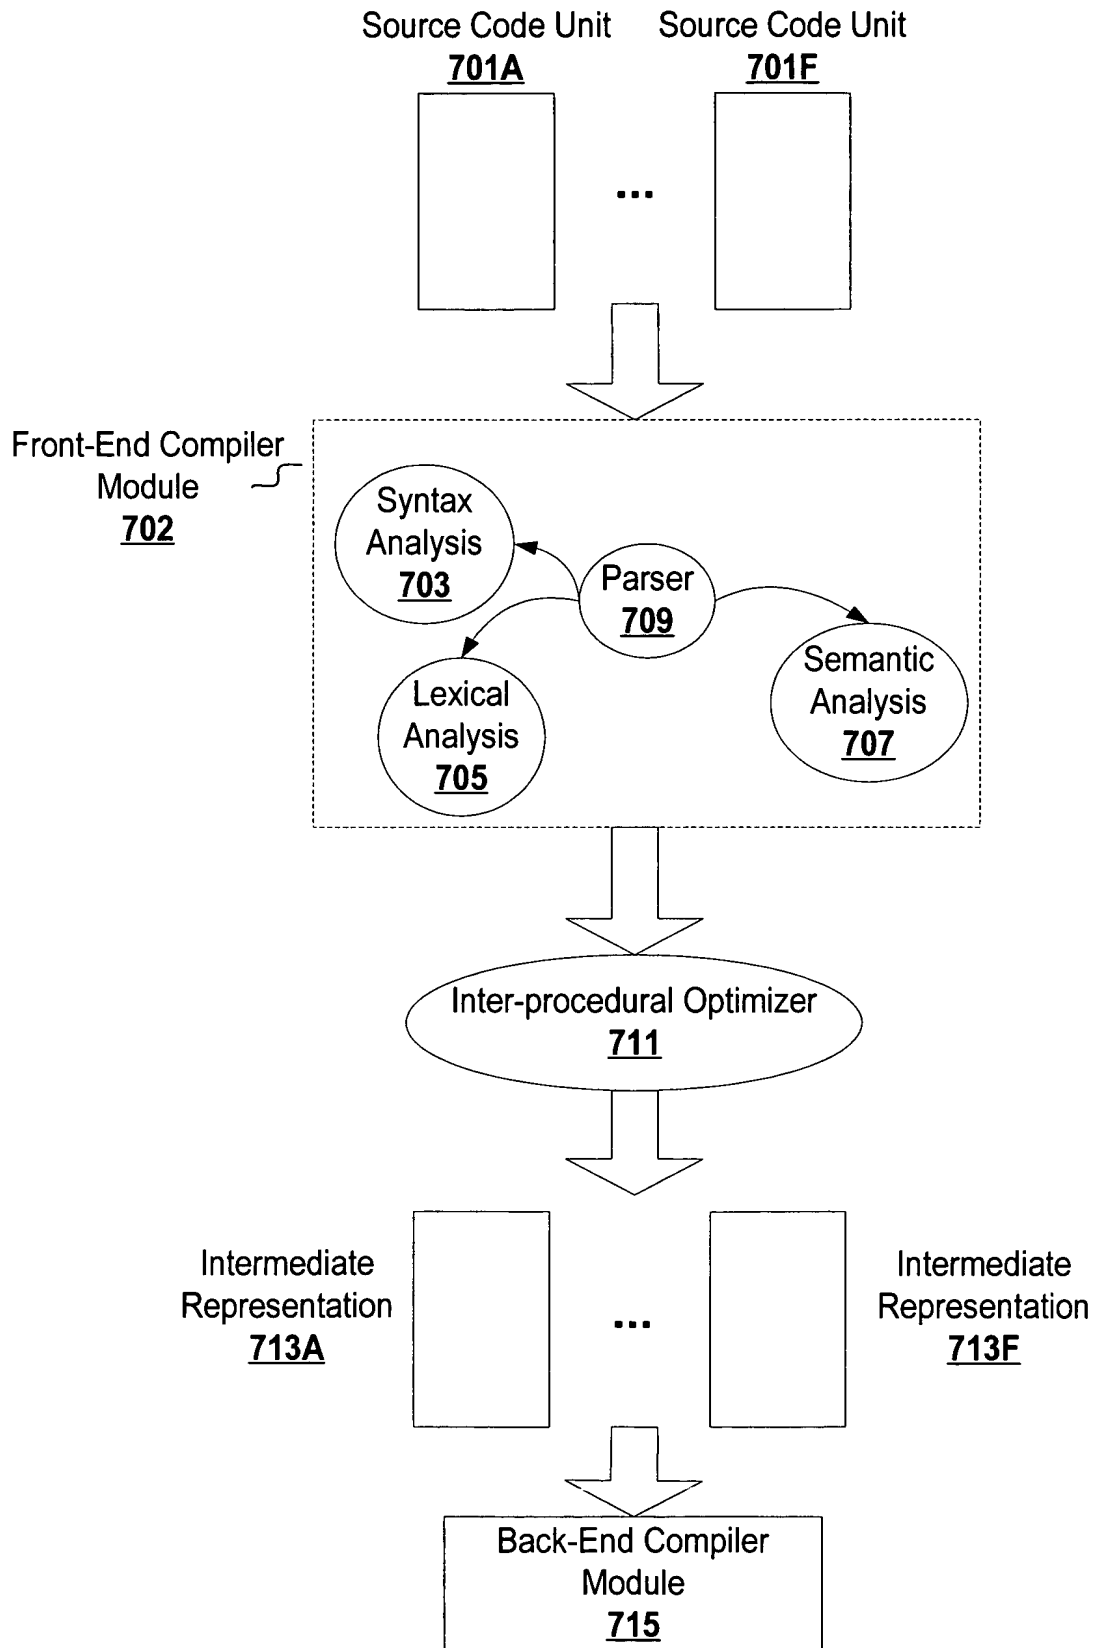 Source Code Unit
701A
Source Code Unit
701F
...
Front-End Compiler
Module
702
Syntax
Analysis
703
Parser
709
Lexical
Analysis
705
Semantic
Analysis
707
Inter-procedural Optimizer
711
Intermediate
Representation
713A
...
Intermediate
Representation
713F
Back-End Compiler
Module
715